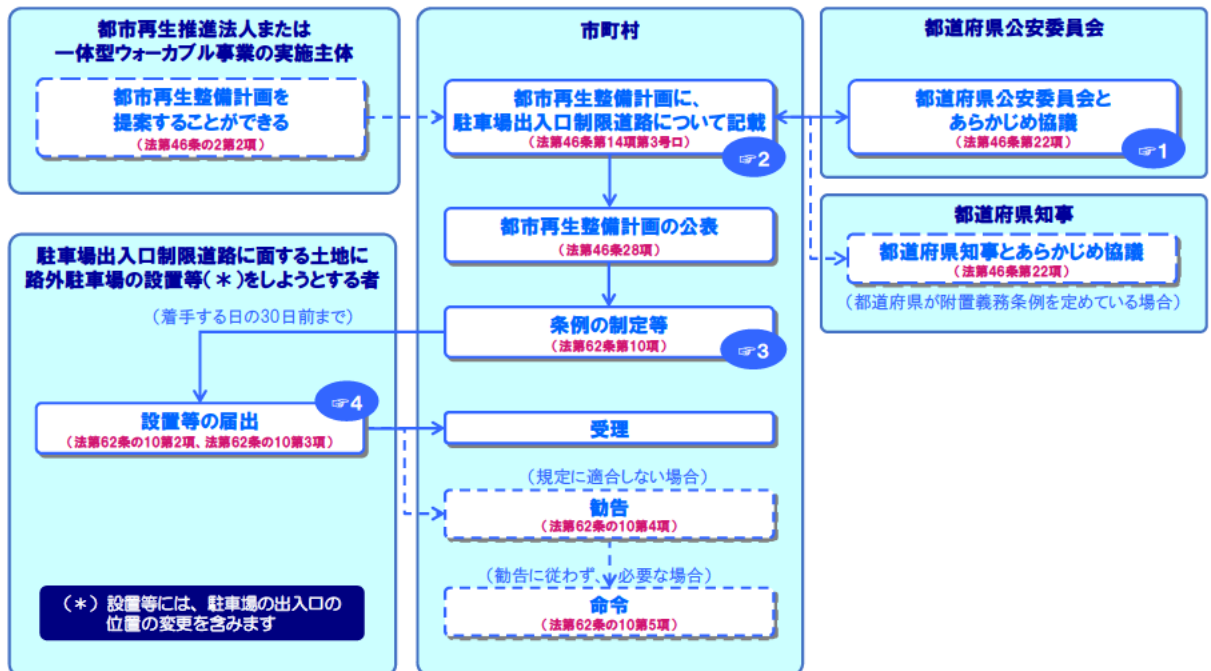 都市再生推進法人または
一体型ウォーカブル事業の実施主体
都市再生整備計画を
提案することができる
（法第46条の2第2項）
市町村
都市再生整備計画に、
駐車場出入口制限道路について記載
（法第46条第14項第3号ロ）
☞2
都道府県公安委員会
都道府県公安委員会と
あらかじめ協議
（法第46条第22項）
☞1
都市再生整備計画の公表
（法第46条28項）
都道府県知事
都道府県知事とあらかじめ協議
（法第46条第22項）
（都道府県が附置義務条例を定めている場合）
駐車場出入口制限道路に面する土地に
路外駐車場の設置等（＊）をしようとする者
（着手する日の30日前まで）
条例の制定等
（法第62条第10項）
☞3
☞4
設置等の届出
（法第62条の10第2項、法第62条の10第3項）
受理
（規定に適合しない場合）
勧告
（法第62条の10第4項）
（勧告に従わず、必要な場合）
命令
（法第62条の10第5項）
（＊）設置等には、駐車場の出入口の
位置の変更を含みます